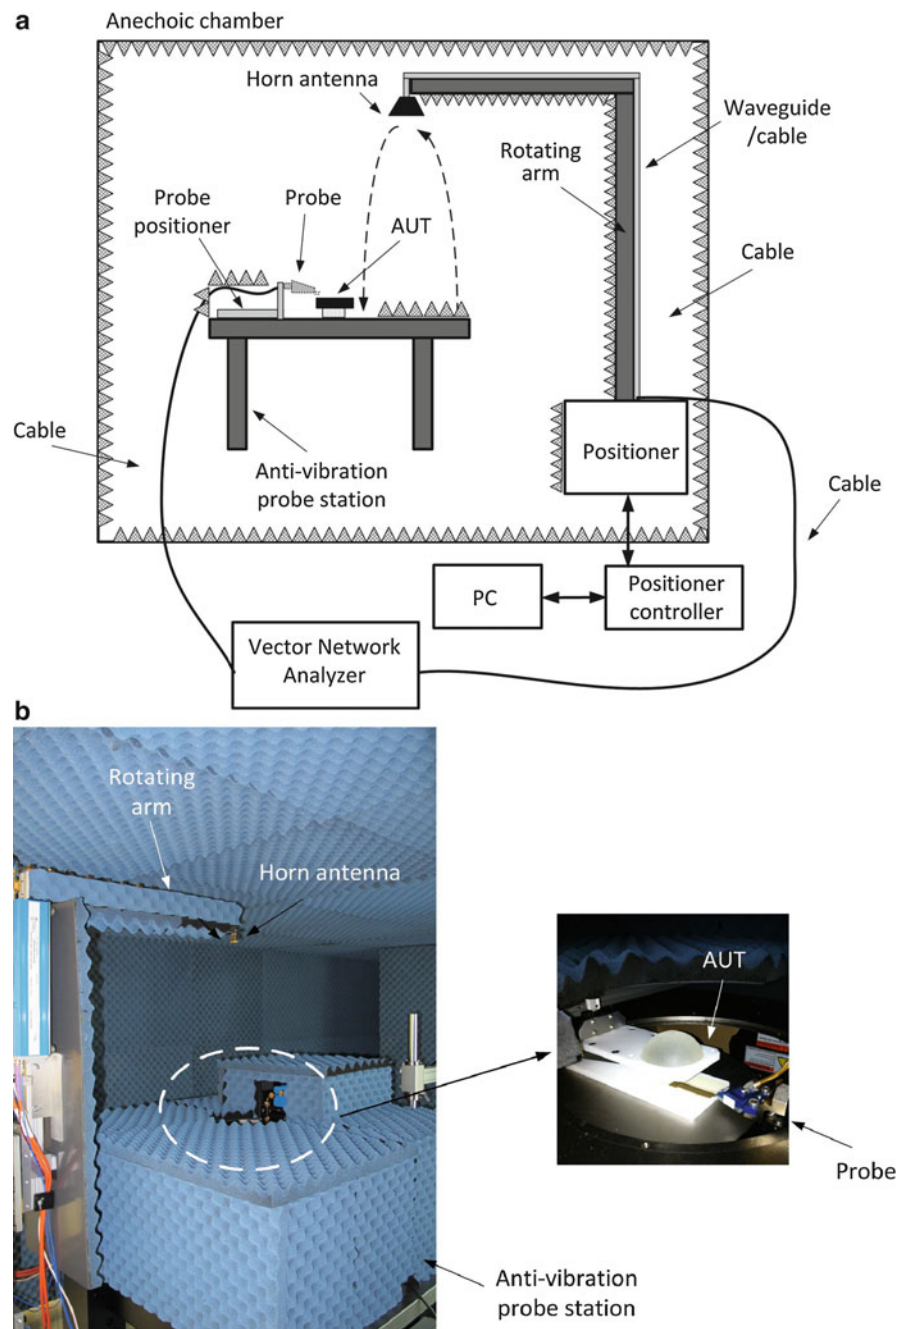 a
Anechoic chamber
Horn antenna
Waveguide
/cable
Rotating
arm
Probe
positioner
Probe
AUT
Cable
Cable
Positioner
Anti-vibration
probe station
Cable
PC
Positioner
controller
Vector Network
Analyzer
b
Rotating
arm
Horn antenna
AUT
Probe
Anti-vibration
probe station